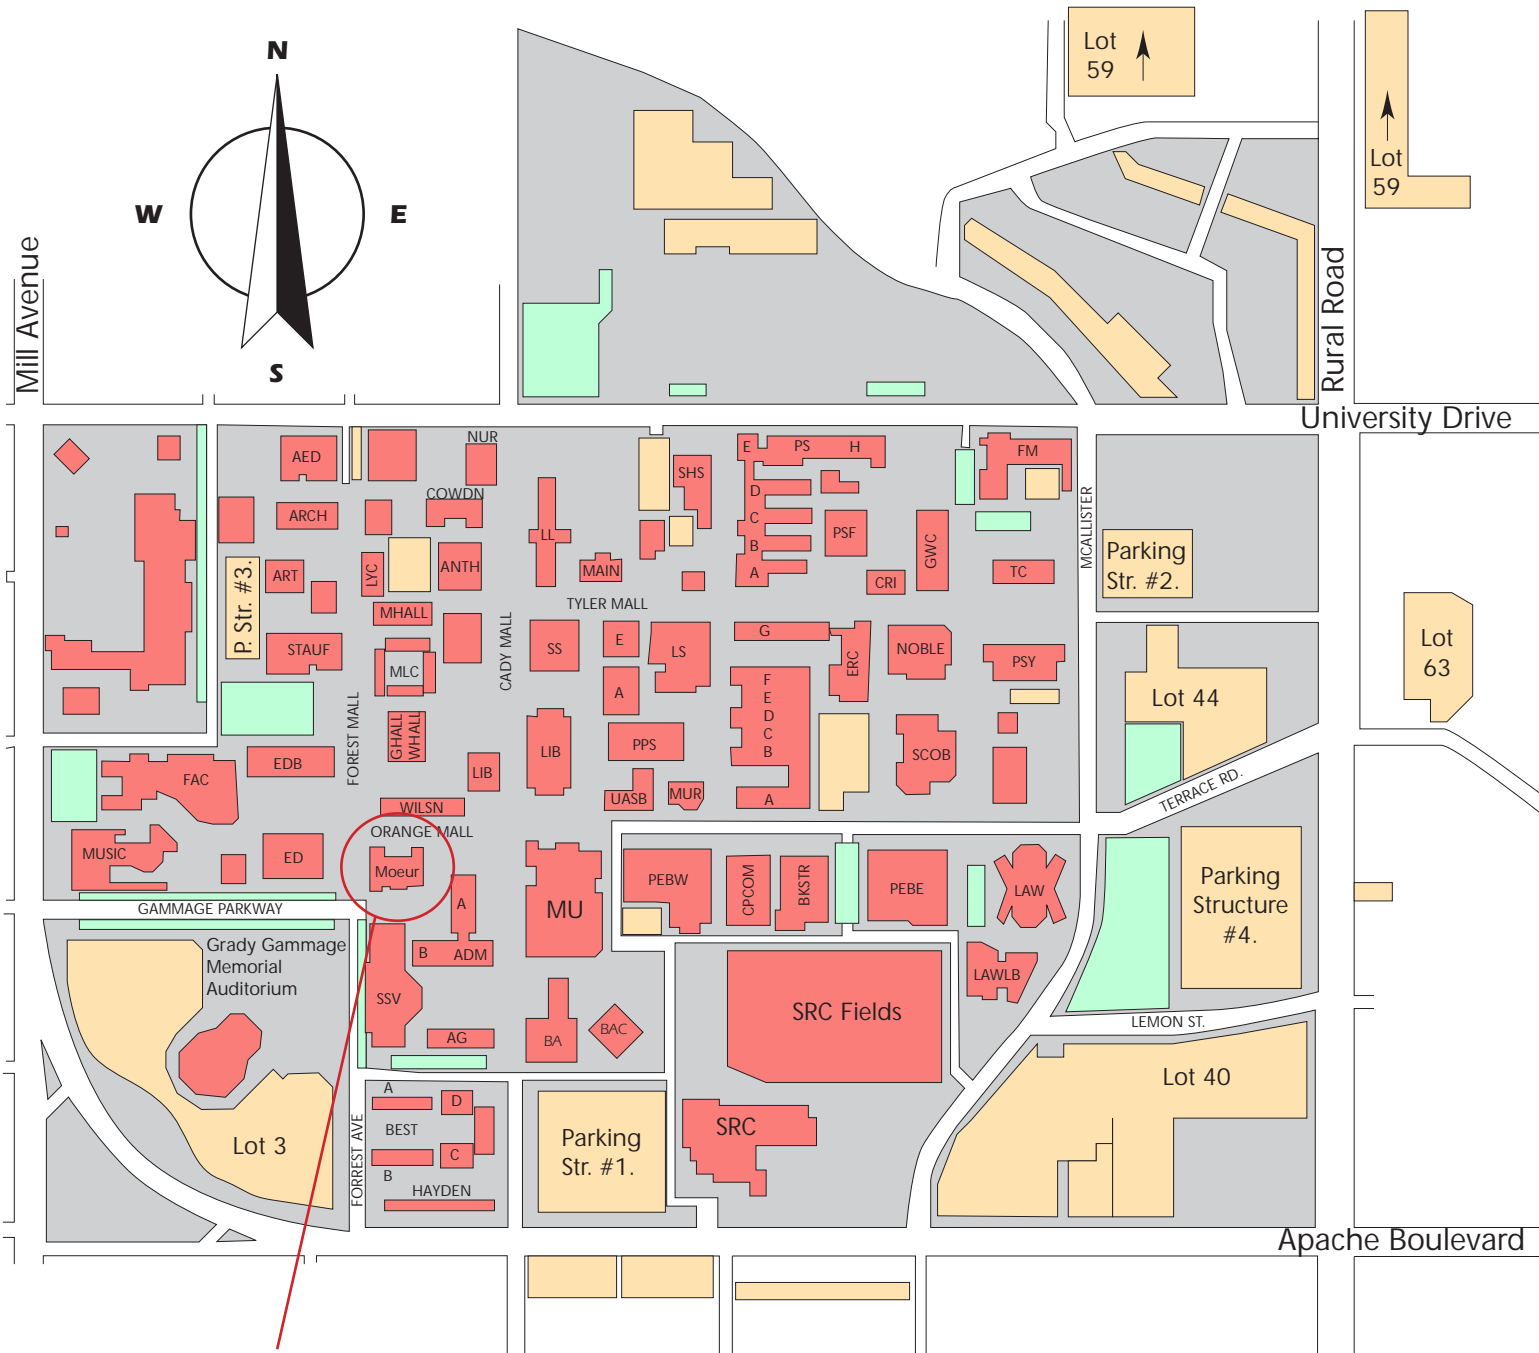 N
W
E
S
Lot
59
Lot
59
Mill Avenue
Rural Road
University Drive
NUR
AED
E
PS
H
FM
SHS
COWDN
D
ARCH
C
LL
PSF
GWC
MCALLISTER
B
Parking
Str. #2.
P. Str. #3.
ART
LYC
ANTH
MAIN
A
CRI
TC
MHALL
TYLER MALL
G
STAUF
MLC
CADY MALL
SS
E
LS
ERC
NOBLE
PSY
Lot
63
A
F
E
D
C
B
Lot 44
FOREST MALL
GHALL
WHALL
LIB
PPS
SCOB
EDB
FAC
LIB
UASB
MUR
A
TERRACE RD.
WILSN
ORANGE MALL
MUSIC
ED
Moeur
PEBW
CPCOM
BKSTR
PEBE
LAW
Parking
Structure
#4.
A
MU
GAMMAGE PARKWAY
Grady Gammage
Memorial
Auditorium
B
ADM
LAWLB
SSV
SRC Fields
LEMON ST.
AG
BA
BAC
Lot 40
A
D
BEST
Lot 3
FORREST AVE
C
B
HAYDEN
Parking
Str. #1.
SRC
Apache Boulevard